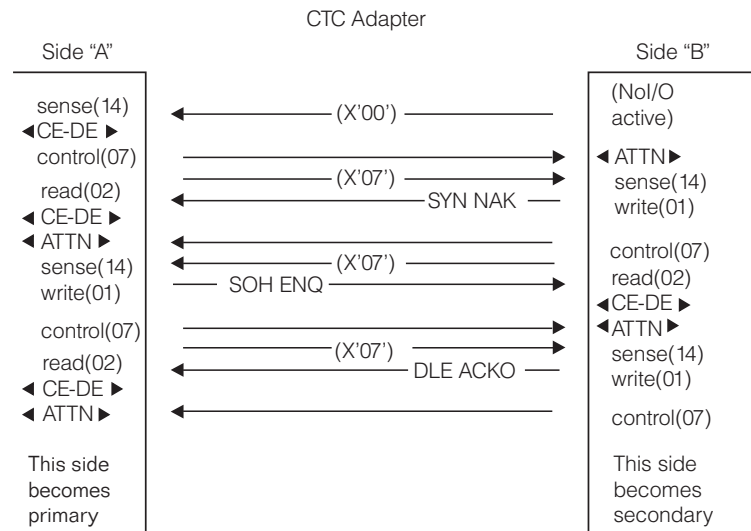 CTC Adapter
Side “A”
Side “B”
sense(14)
◄CE-DE ►
control(07)
read(02)
◄ CE-DE ►
◄ ATTN ►
sense(14)
write(01)
control(07)
read(02)
◄ CE-DE ►
◄ ATTN ►
This side
becomes
primary
(X'00')
(X'07')
SYN NAK
(X'07')
SOH ENQ
(X'07')
DLE ACKO
(NoI/O
active)
◄ ATTN►
sense(14)
write(01)
control(07)
read(02)
◄CE-DE ►
◄ATTN ►
sense(14)
write(01)
control(07)
This side
becomes
secondary